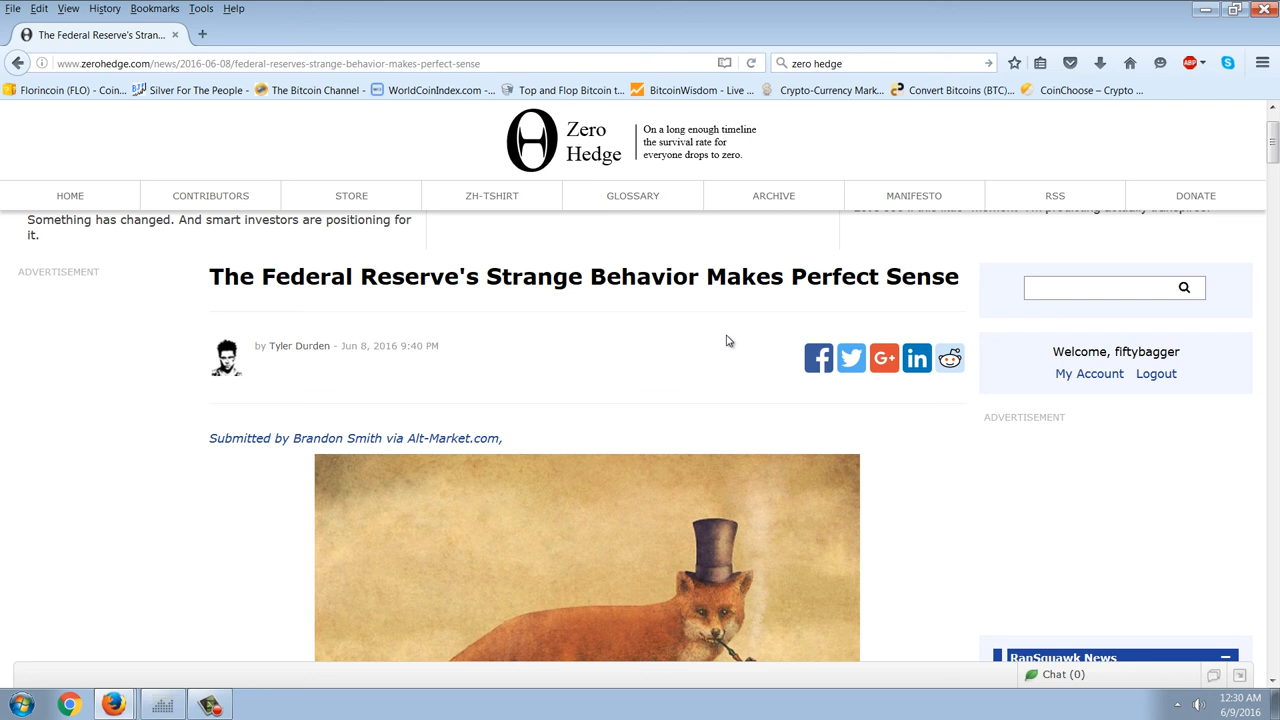 File Edit View History Bookmarks Tools Help
The Federal Reserve's Stran...
www.zerohedge.com/news/2016-06-08/federal-reserves-strange-behavior-makes-perfect-sense
zero hedge
ABP
Florincoin (FLO) - Coin... Silver For The People - ... The Bitcoin Channel - ... WorldCoinIndex.com -... Top and Flop Bitcoin t... BitcoinWisdom - Live ... Crypto-Currency Mark... Convert Bitcoins (BTC)... CoinChoose – Crypto ...
Zero
Hedge
On a long enough timeline
the survival rate for
everyone drops to zero.
HOME CONTRIBUTORS STORE ZH-TSHIRT GLOSSARY ARCHIVE MANIFESTO RSS DONATE
Something has changed. And smart investors are positioning for
it.
ADVERTISEMENT
The Federal Reserve's Strange Behavior Makes Perfect Sense
by Tyler Durden - Jun 8, 2016 9:40 PM
Welcome, fiftybagger
My Account Logout
ADVERTISEMENT
Submitted by Brandon Smith via Alt-Market.com,
RanSquawk News
Chat (0)
12:30 AM
6/9/2016